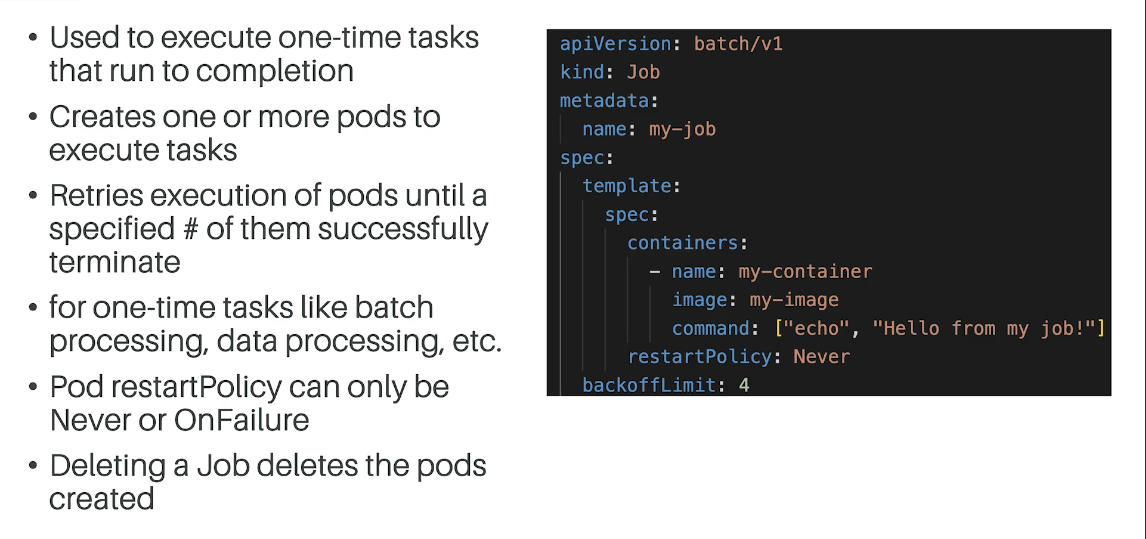 • Used to execute one-time tasks
that run to completion
• Creates one or more pods to
execute tasks
• Retries execution of pods until a
specified # of them successfully
terminate
• for one-time tasks like batch
processing, data processing, etc.
• Pod restartPolicy can only be
Never or OnFailure
• Deleting a Job deletes the pods
created
apiVersion: batch/v1
kind: Job
metadata:
  name: my-job
spec:
  template:
    spec:
      containers:
        - name: my-container
          image: my-image
          command: ["echo", "Hello from my job!"]
      restartPolicy: Never
  backoffLimit: 4